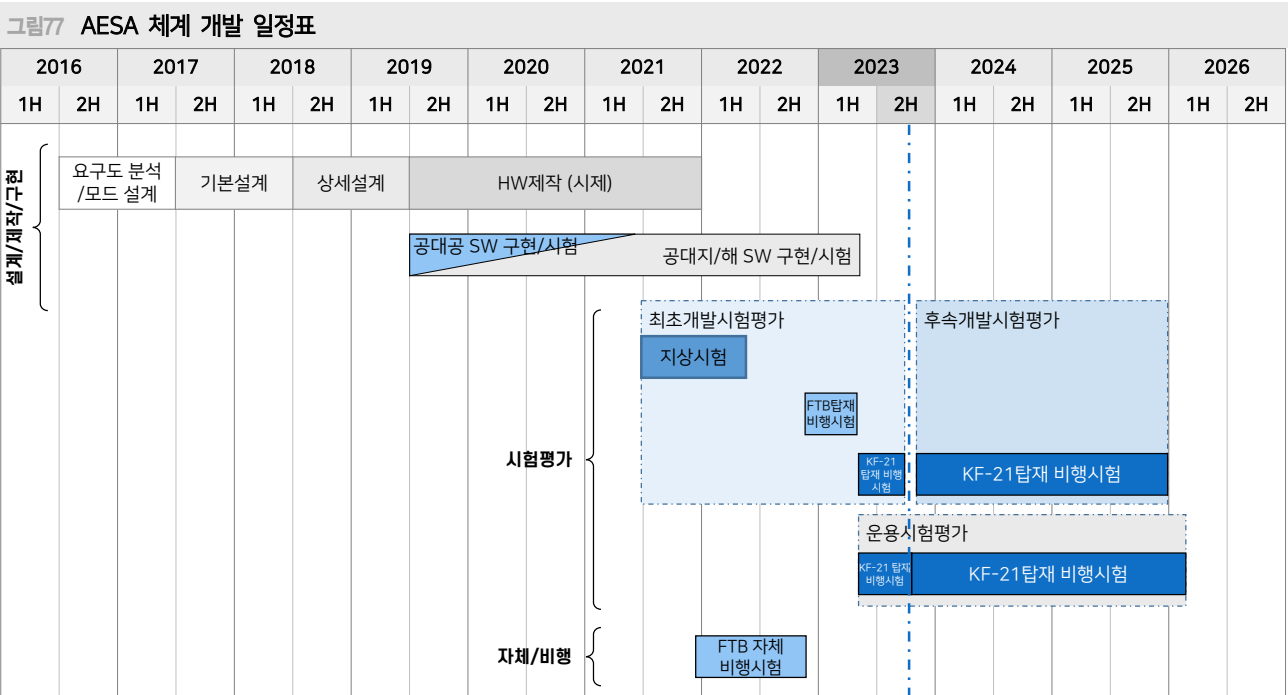 그림77 AESA 체계 개발 일정표
2016 2017 2018 2019 2020 2021 2022 2023 2024 2025 2026
1H 2H 1H 2H 1H 2H 1H 2H 1H 2H 1H 2H 1H 2H 1H 2H 1H 2H 1H 2H 1H 2H
설계/제작/구현
요구도 분석
/모드 설계
기본설계
상세설계
HW제작 (시제)
공대공 SW 구현/시험
공대지/해 SW 구현/시험
시험평가
최초개발시험평가
지상시험
FTB탑재
비행시험
KF-21
탑재 비행
시험
후속개발시험평가
KF-21탑재 비행시험
운용시험평가
KF-21 탑재
비행시험
KF-21탑재 비행시험
자체/비행
FTB 자체
비행시험